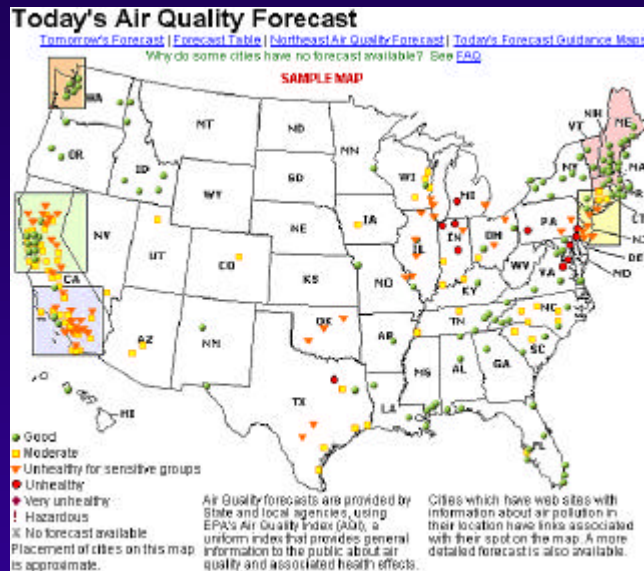 Today's Air Quality Forecast
Tomorrow's Forecast | Forecast Table | Northeast Air Quality Forecast | Today's Forecast Guidance Maps
Why do some cities have no forecast available? See FAQ
SAMPLE MAP
WA
MT
ND
MN
VT
NH
ME
OR
ID
SD
WI
MI
NY
MA
WY
CT
NV
NE
IA
PA
NJ
UT
CO
IL
IN
OH
DE
CA
KS
MO
WV
VA
MD
KY
AZ
NM
OK
AR
TN
NC
SC
MS
AL
GA
TX
LA
HI
FL
Good
Moderate
Unhealthy for sensitive groups
Unhealthy
Very unhealthy
Hazardous
No forecast available
Placement of cities on this map
is approximate.
Air Quality forecasts are provided by
State and local agencies, using
EPA's Air Quality Index (AQI), a
uniform index that provides general
information to the public about air
quality and associated health effects.
Cities which have web sites with
information about air pollution in
their location have links associated
with their spot on the map. A more
detailed forecast is also available.